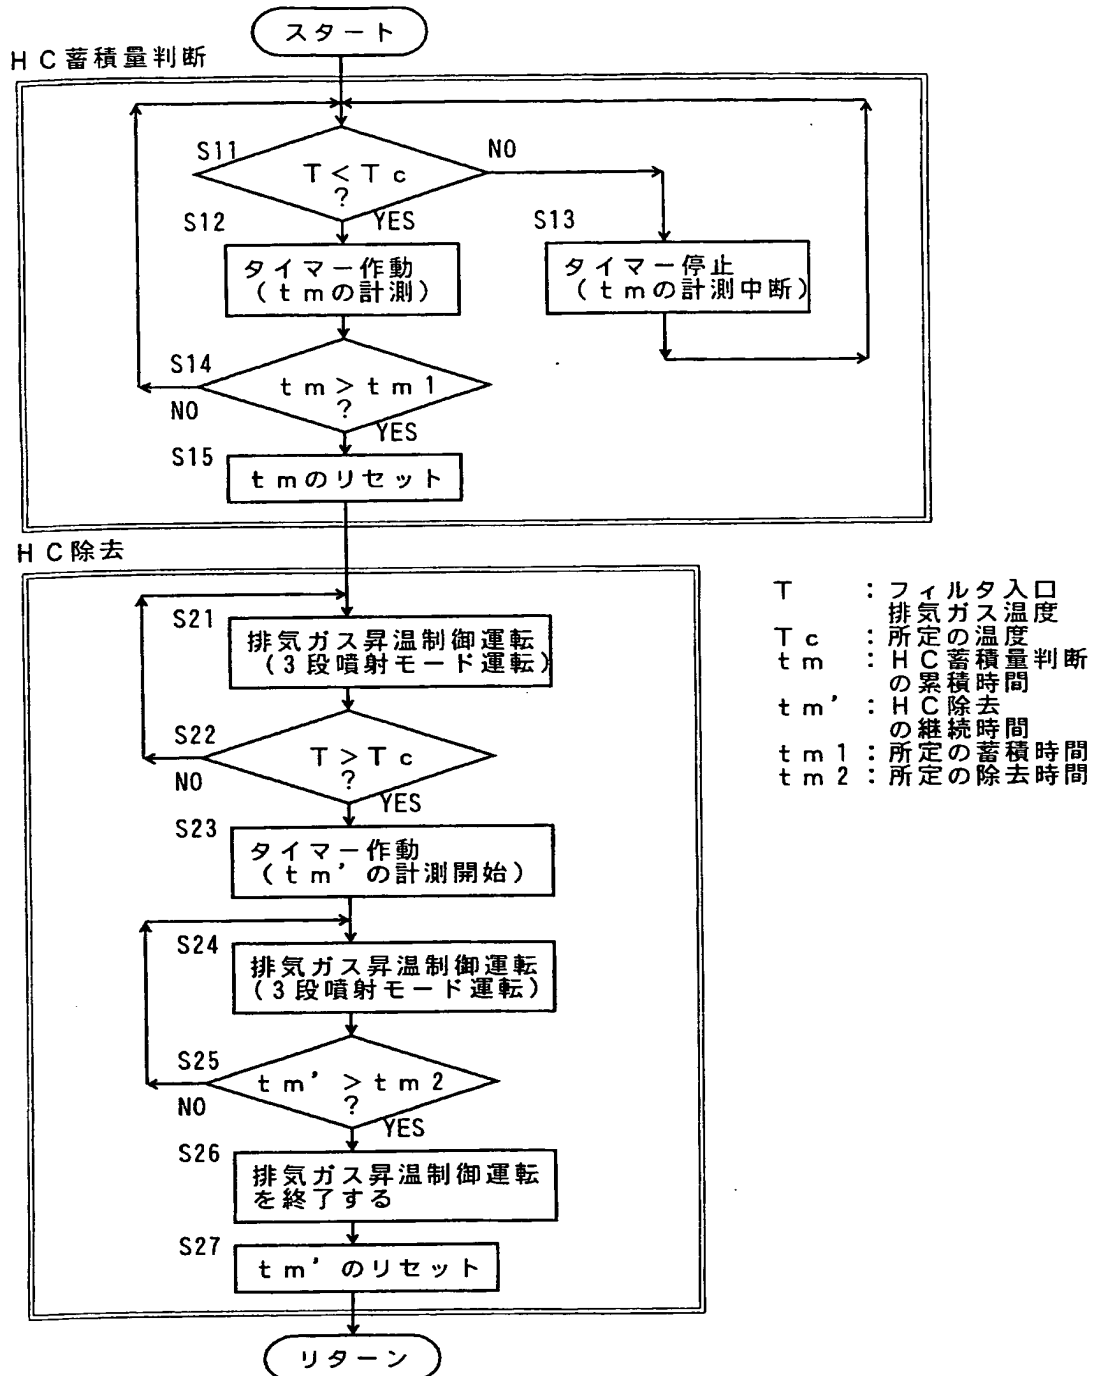 スタート
HC蓄積量判断
S11
T<Tc
?
NO
YES
S12
タイマー作動
(tmの計測)
S13
タイマー停止
(tmの計測中断)
S14
tm>tm1
?
NO
YES
S15
tmのリセット
HC除去
S21
排気ガス昇温制御運転
(3段噴射モード運転)
S22
T>Tc
?
NO
YES
S23
タイマー作動
(tm'の計測開始)
S24
排気ガス昇温制御運転
(3段噴射モード運転)
S25
tm'>tm2
?
NO
YES
S26
排気ガス昇温制御運転
を終了する
S27
tm'のリセット
リターン
T :フィルタ入口
排気ガス温度
Tc :所定の温度
tm :HC蓄積量判断
の累積時間
tm' :HC除去
の継続時間
tm1:所定の蓄積時間
tm2:所定の除去時間